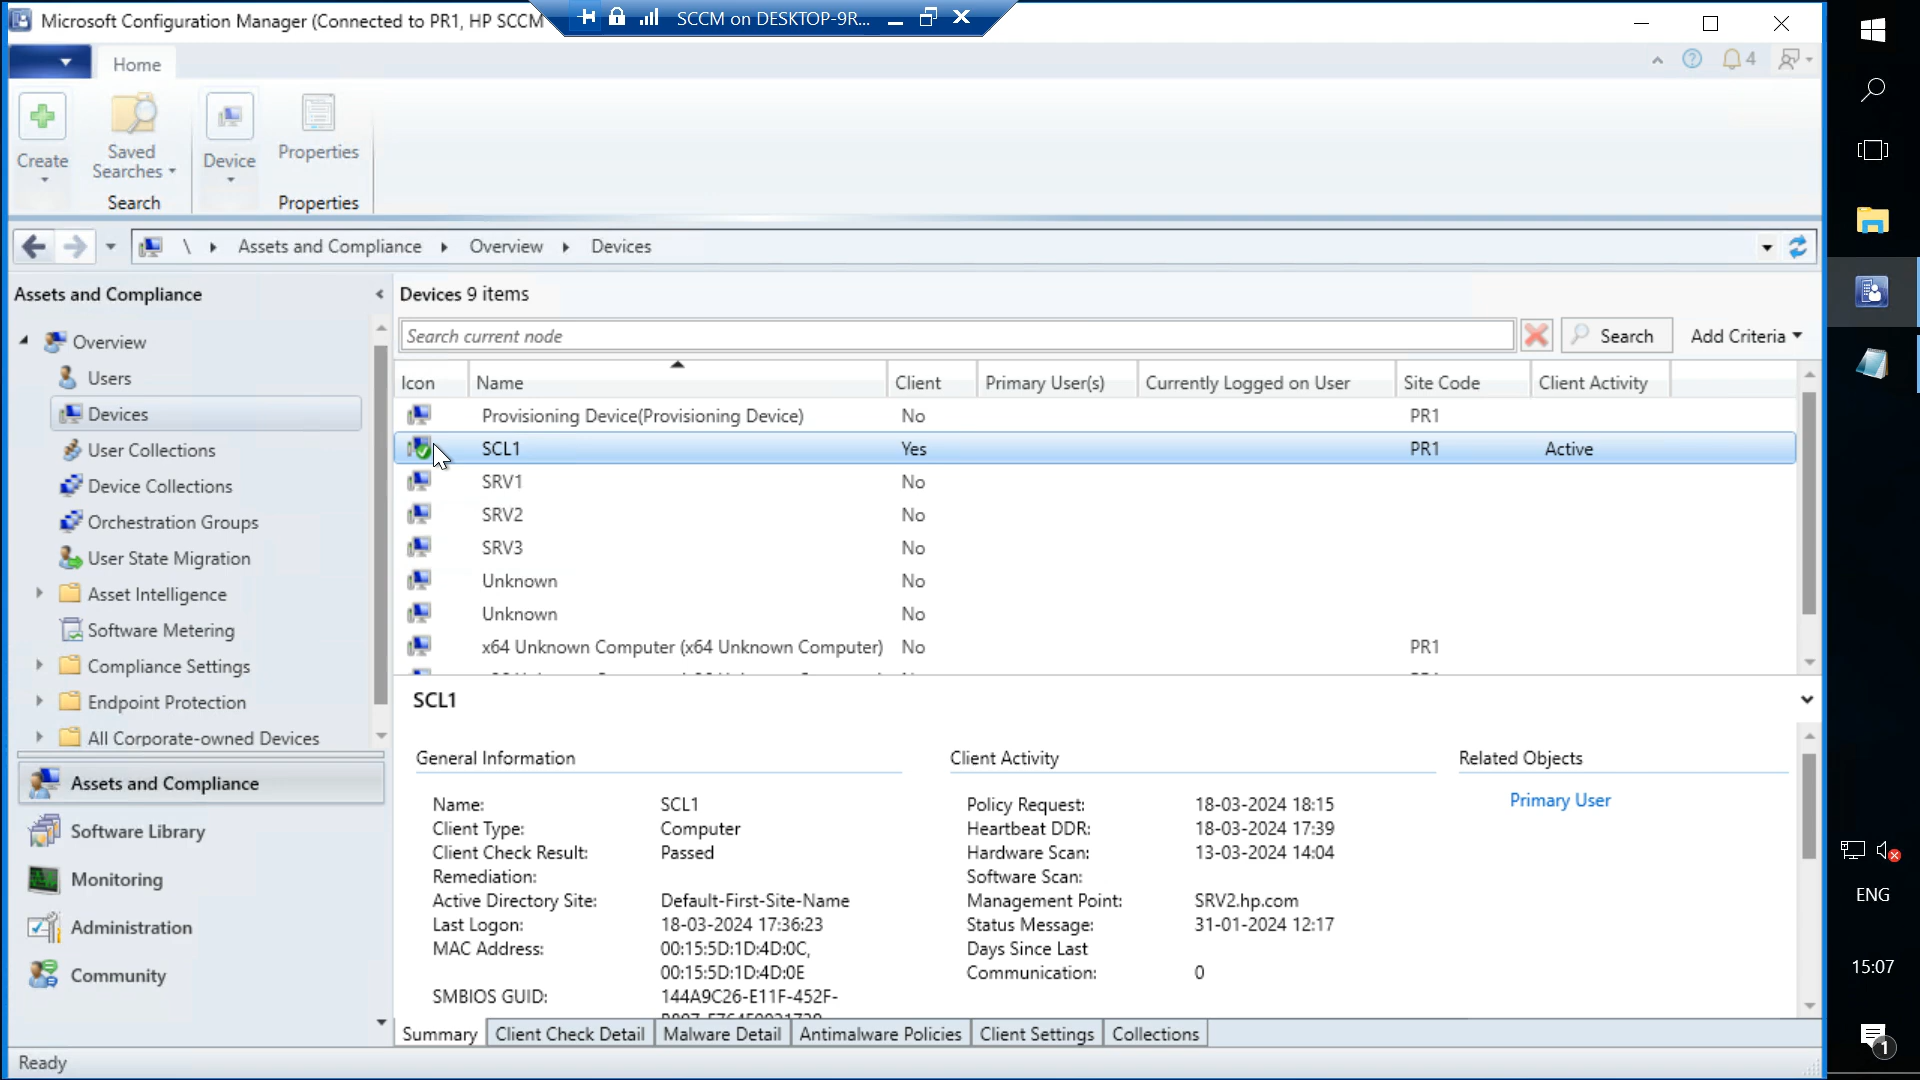 Microsoft Configuration Manager (Connected to PR1, HP SCCM
SCCM on DESKTOP-9R...
Home
4
Create
Saved
Searches
Search
Device
Properties
Properties
\ Assets and Compliance Overview Devices
Assets and Compliance
Overview
Users
Devices
User Collections
Device Collections
Orchestration Groups
User State Migration
Asset Intelligence
Software Metering
Compliance Settings
Endpoint Protection
All Corporate-owned Devices
Assets and Compliance
Software Library
Monitoring
Administration
Community
Devices 9 items
Search current node
Search
Add Criteria
Icon Name Client Primary User(s) Currently Logged on User Site Code Client Activity
Provisioning Device(Provisioning Device) No PR1
SCL1 Yes PR1 Active
SRV1 No
SRV2 No
SRV3 No
Unknown No
Unknown No
x64 Unknown Computer (x64 Unknown Computer) No PR1
SCL1
General Information
Name: SCL1
Client Type: Computer
Client Check Result: Passed
Remediation:
Active Directory Site: Default-First-Site-Name
Last Logon: 18-03-2024 17:36:23
MAC Address: 00:15:5D:1D:4D:0C,
00:15:5D:1D:4D:0E
SMBIOS GUID: 144A9C26-E11F-452F-
Client Activity
Policy Request: 18-03-2024 18:15
Heartbeat DDR: 18-03-2024 17:39
Hardware Scan: 13-03-2024 14:04
Software Scan:
Management Point: SRV2.hp.com
Status Message: 31-01-2024 12:17
Days Since Last
Communication: 0
Related Objects
Primary User
Summary Client Check Detail Malware Detail Antimalware Policies Client Settings Collections
Ready
ENG
15:07
1